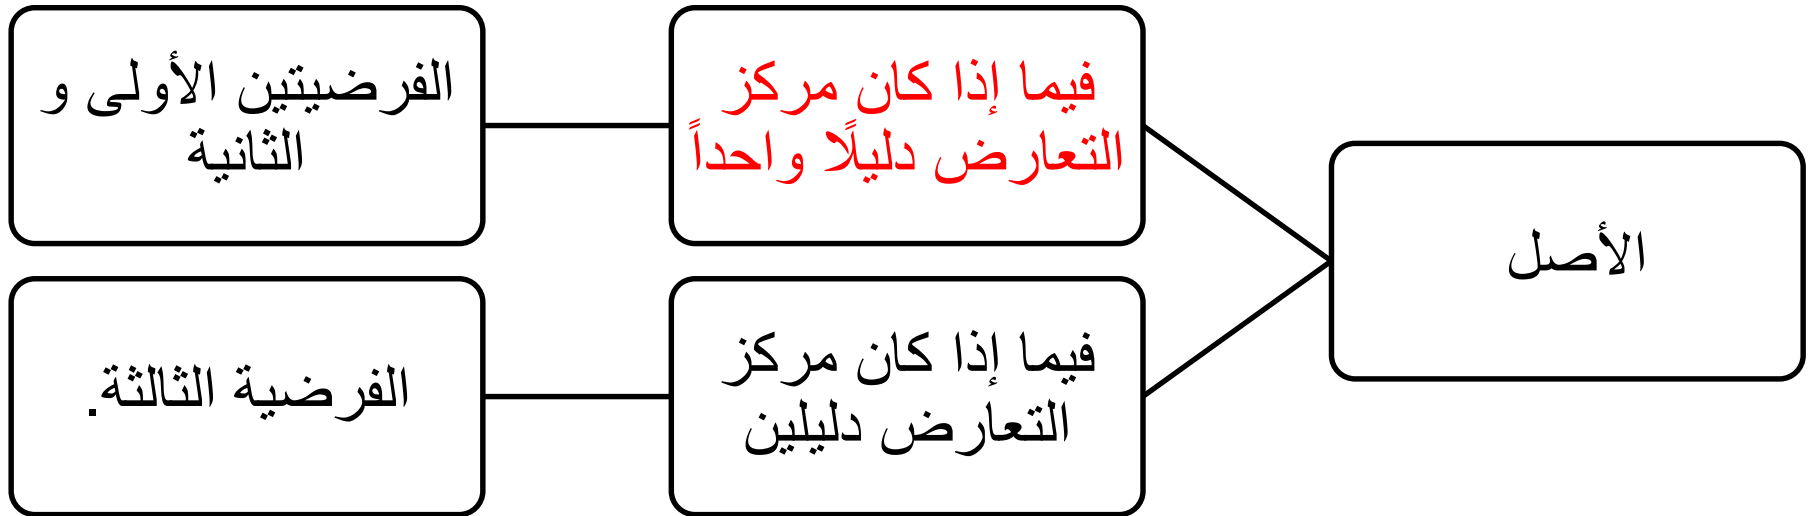 الأصل
فيما إذا كان مركز
التعارض دليلًا واحداً
الفرضيتين الأولى و
الثانية
فيما إذا كان مركز
التعارض دليلين
الفرضية الثالثة.